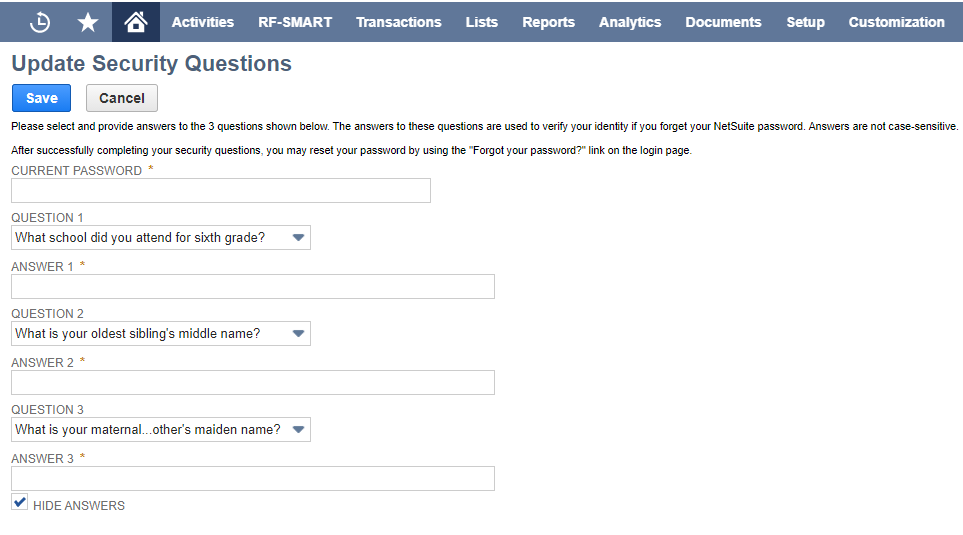 Activities RF-SMART Transactions Lists Reports Analytics Documents Setup Customization
Update Security Questions
Save Cancel
Please select and provide answers to the 3 questions shown below. The answers to these questions are used to verify your identity if you forget your NetSuite password. Answers are not case-sensitive.
After successfully completing your security questions, you may reset your password by using the "Forgot your password?" link on the login page.
CURRENT PASSWORD *
QUESTION 1
What school did you attend for sixth grade?
ANSWER 1 *
QUESTION 2
What is your oldest sibling's middle name?
ANSWER 2 *
QUESTION 3
What is your maternal...other's maiden name?
ANSWER 3 *
HIDE ANSWERS